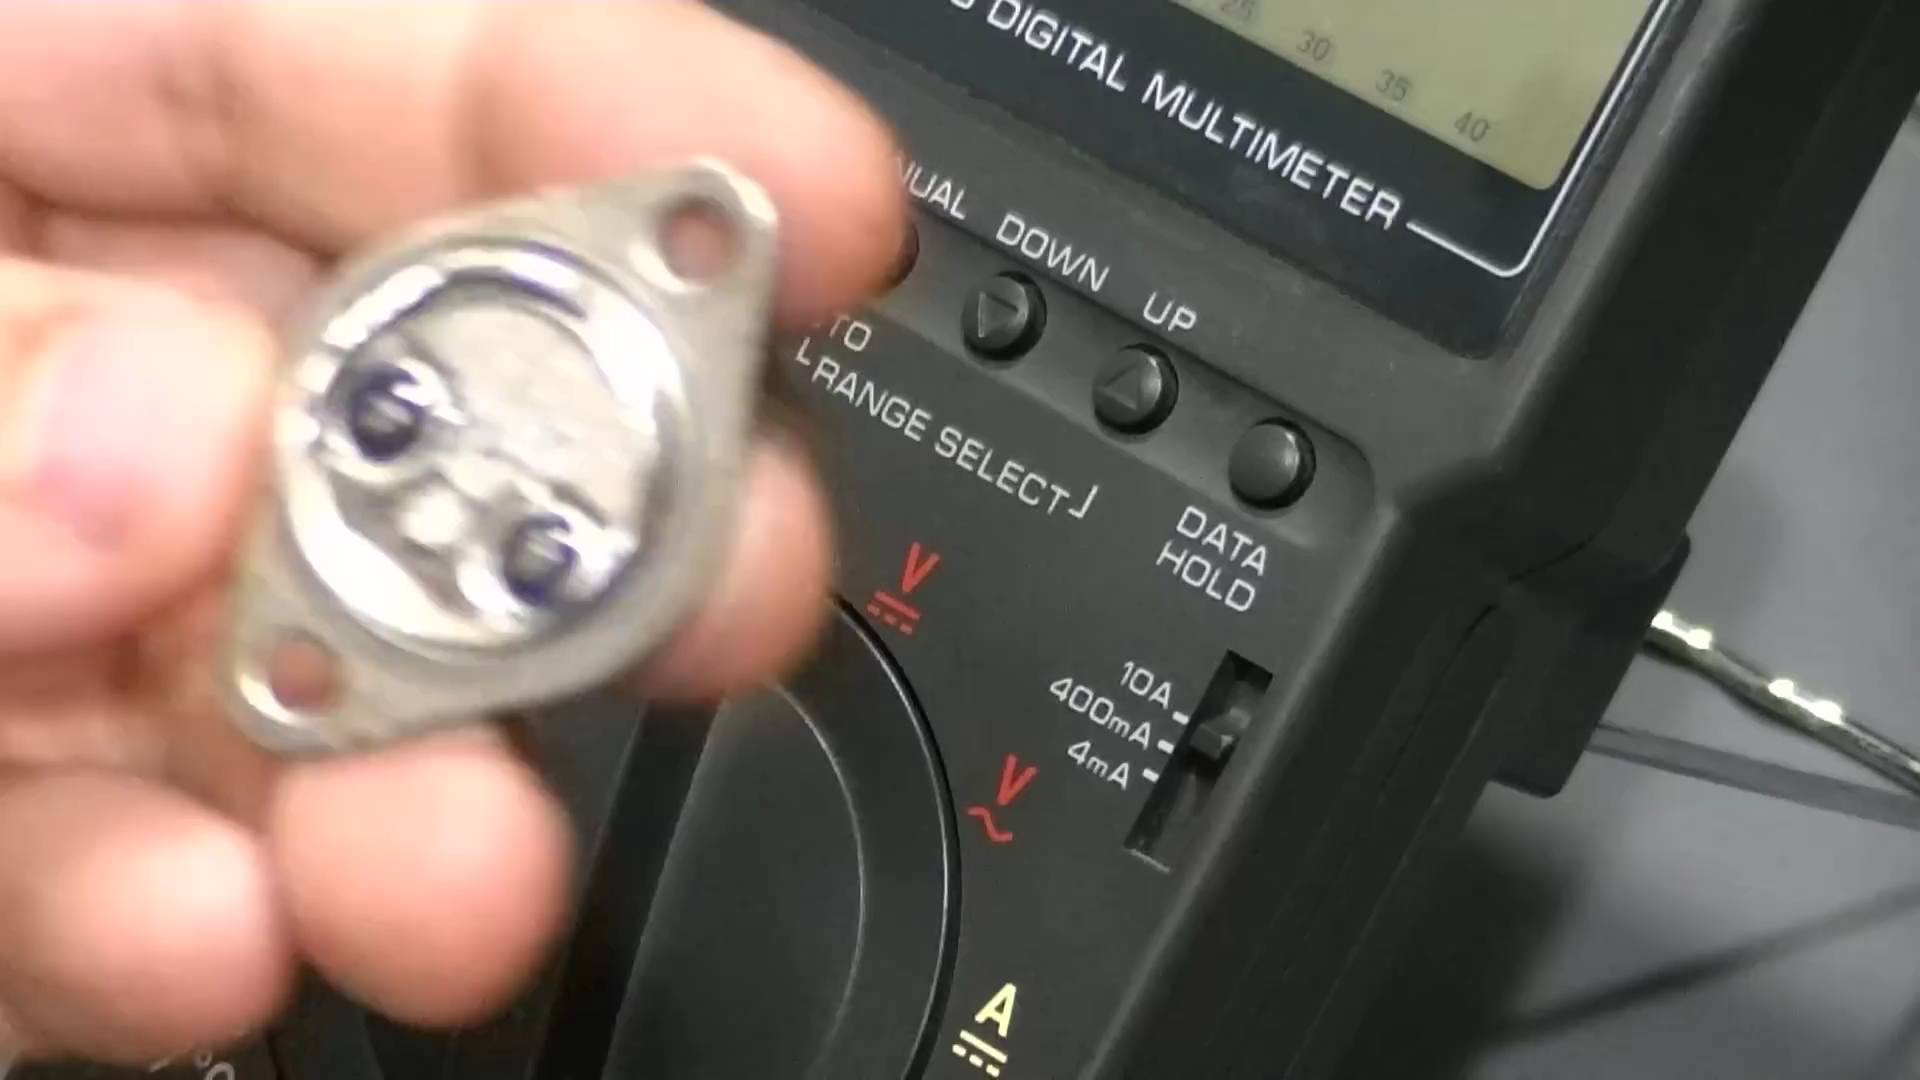 25 30 35 40
DIGITAL MULTIMETER
DOWN
UP
RANGE SELECT
DATA
HOLD
V
10A
400mA
4mA
V
A